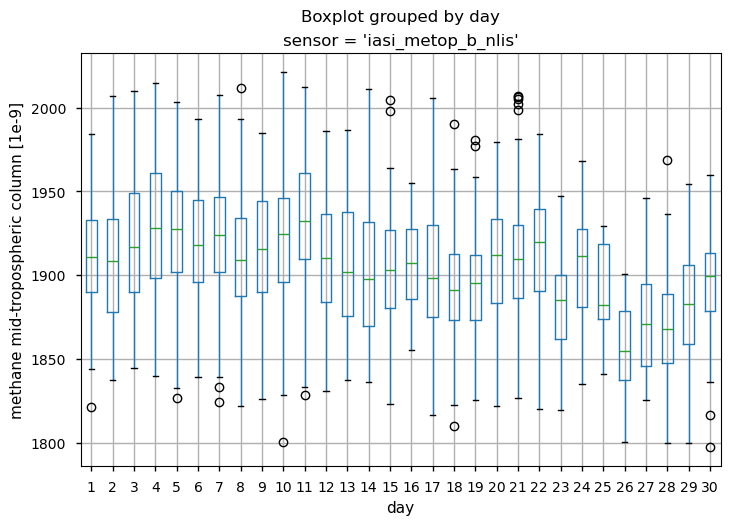 Boxplot grouped by day
sensor = 'iasi_metop_b_nlis'
methane mid-tropospheric column [1e-9]
2000
1950
1900
1850
1800
1 2 3 4 5 6 7 8 9 10 11 12 13 14 15 16 17 18 19 20 21 22 23 24 25 26 27 28 29 30
day